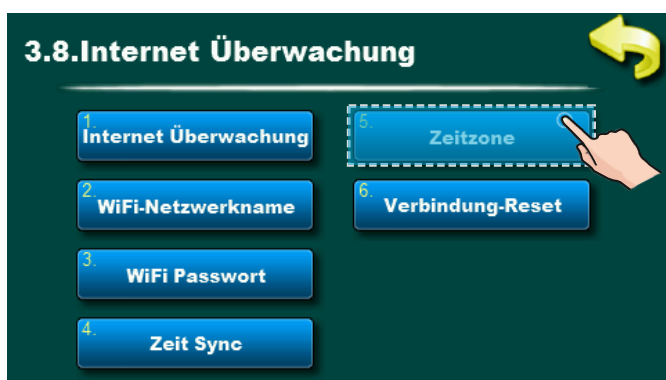 3.8.Internet Überwachung
1.
Internet Überwachung
2.
WiFi-Netzwerkname
3.
WiFi Passwort
4.
Zeit Sync
5.
Zeitzone
6.
Verbindung-Reset